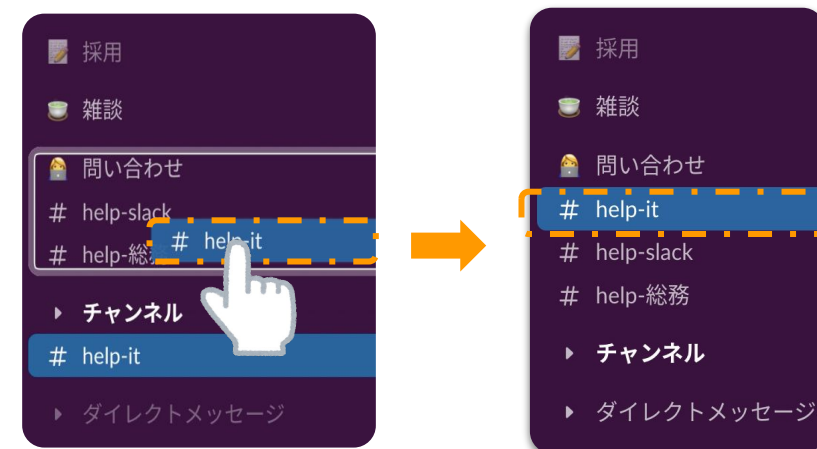 採用
雑談
問い合わせ
# help-slack
# help-総務
# help-it
チャンネル
# help-it
ダイレクトメッセージ
採用
雑談
問い合わせ
# help-it
# help-slack
# help-総務
チャンネル
ダイレクトメッセージ